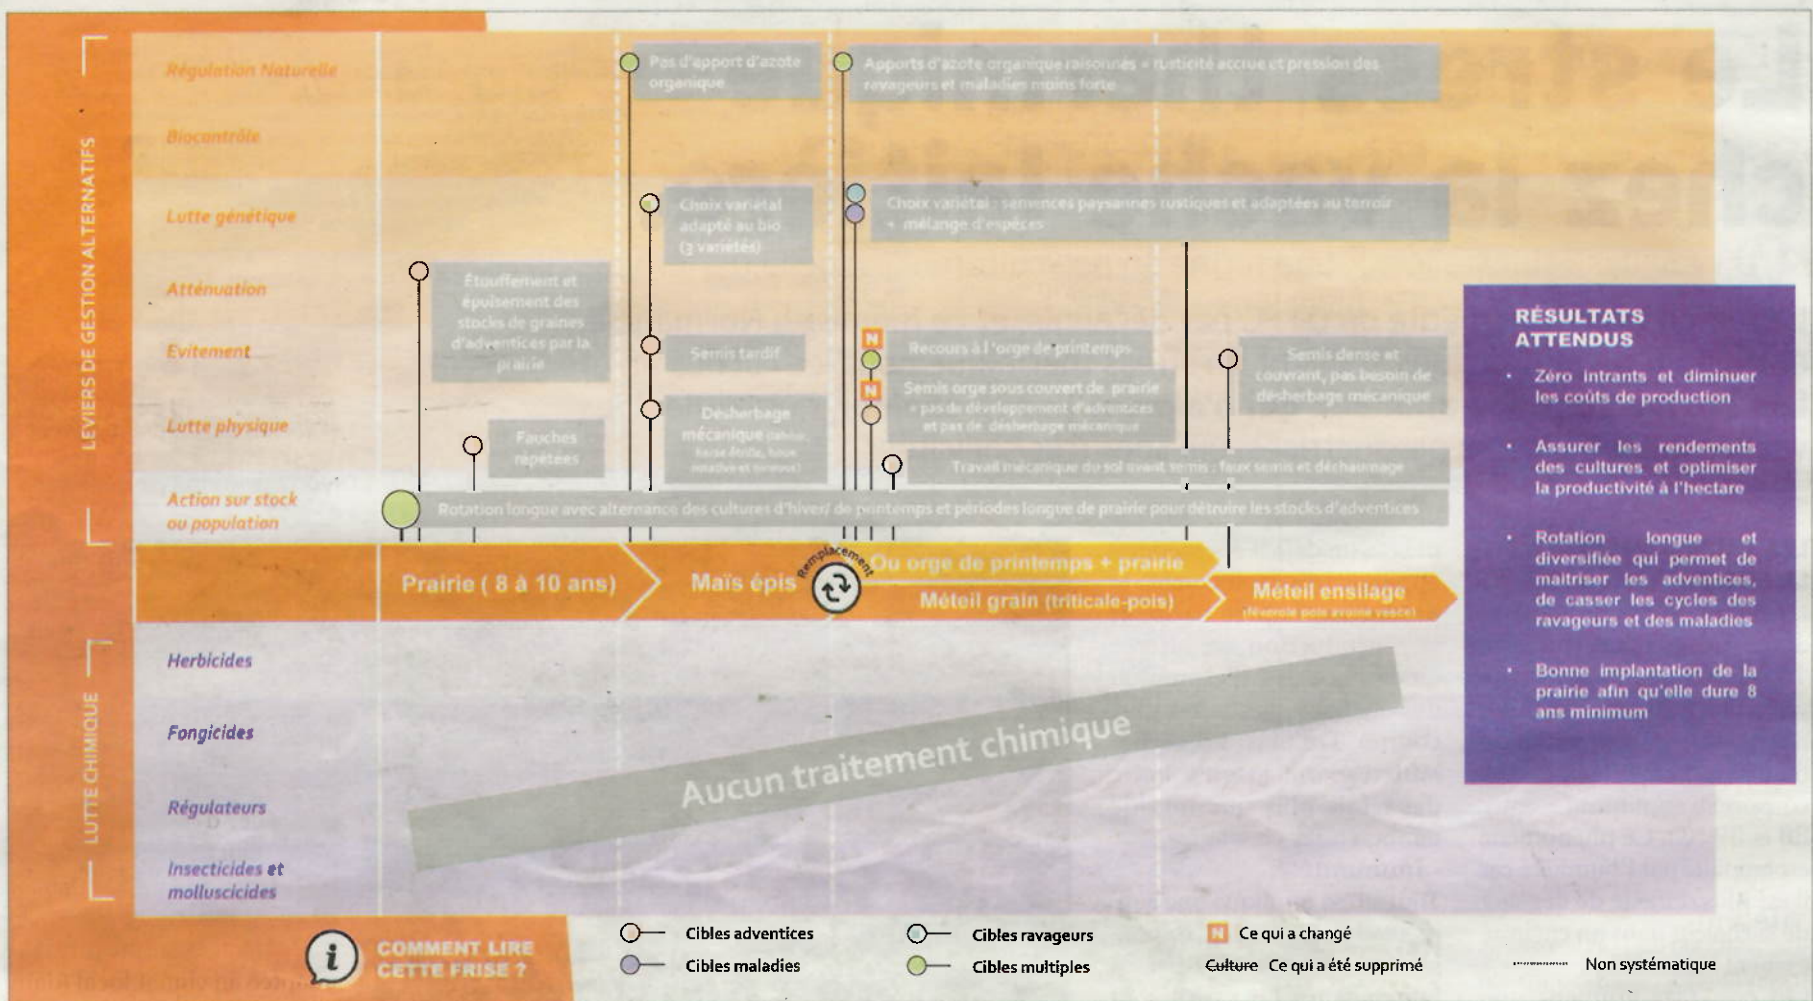 LEVIERS DE GESTION ALTERNATIFS
Régulation Naturelle
Biocontrôle
Lutte génétique
Atténuation
Evitement
Lutte physique
Action sur stock
ou population
Pas d'apport d'azote
organique
Apports d'azote organique raisonnés = rusticité accrue et pression des
ravageurs et maladies moins forte
Choix variétal
adapté au bio
(3 variétés)
Choix variétal : semences paysannes rustiques et adaptées au terroir
+ mélange d'espèces
Étouffement et
épuisement des
stocks de graines
d'adventices par la
prairie
Semis tardif
N
Recours à l'orge de printemps
N
Semis orge sous couvert de prairie
= pas de développement d'adventices
et pas de désherbage mécanique
Semis dense et
couvrant, pas besoin de
désherbage mécanique
Fauches
répétées
Désherbage
mécanique
herse étrille, houe
Travail mécanique du sol avant semis : faux semis et déchaumage
Rotation longue avec alternance des cultures d'hiver/ de printemps et périodes longue de prairie pour détruire les stocks d'adventices
Prairie ( 8 à 10 ans)
Maïs épis
Remplacement
Ou orge de printemps + prairie
Méteil grain (triticale-pois)
Méteil ensilage
(féverole pois avoine vesce)
RÉSULTATS
ATTENDUS
• Zéro intrants et diminuer
les coûts de production
• Assurer les rendements
des cultures et optimiser
la productivité à l'hectare
• Rotation longue et
diversifiée qui permet de
maitriser les adventices,
de casser les cycles des
ravageurs et des maladies
• Bonne implantation de la
prairie afin qu'elle dure 8
ans minimum
LUTTE CHIMIQUE
Herbicides
Fongicides
Régulateurs
Insecticides et
molluscicides
Aucun traitement chimique
i
COMMENT LIRE
CETTE FRISE ?
Cibles adventices
Cibles maladies
Cibles ravageurs
Cibles multiples
N Ce qui a changé
Culture Ce qui a été supprimé
Non systématique